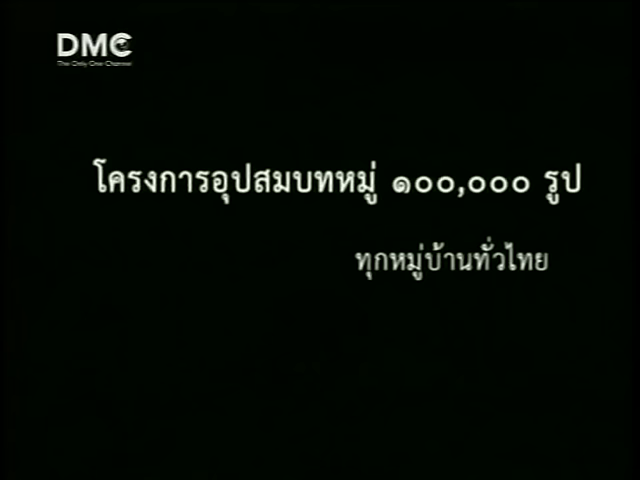 DMC
The Only One Channel
โครงการอุปสมบทหมู่ ๑๐๐,๐๐๐ รูป
ทุกหมู่บ้านทั่วไทย